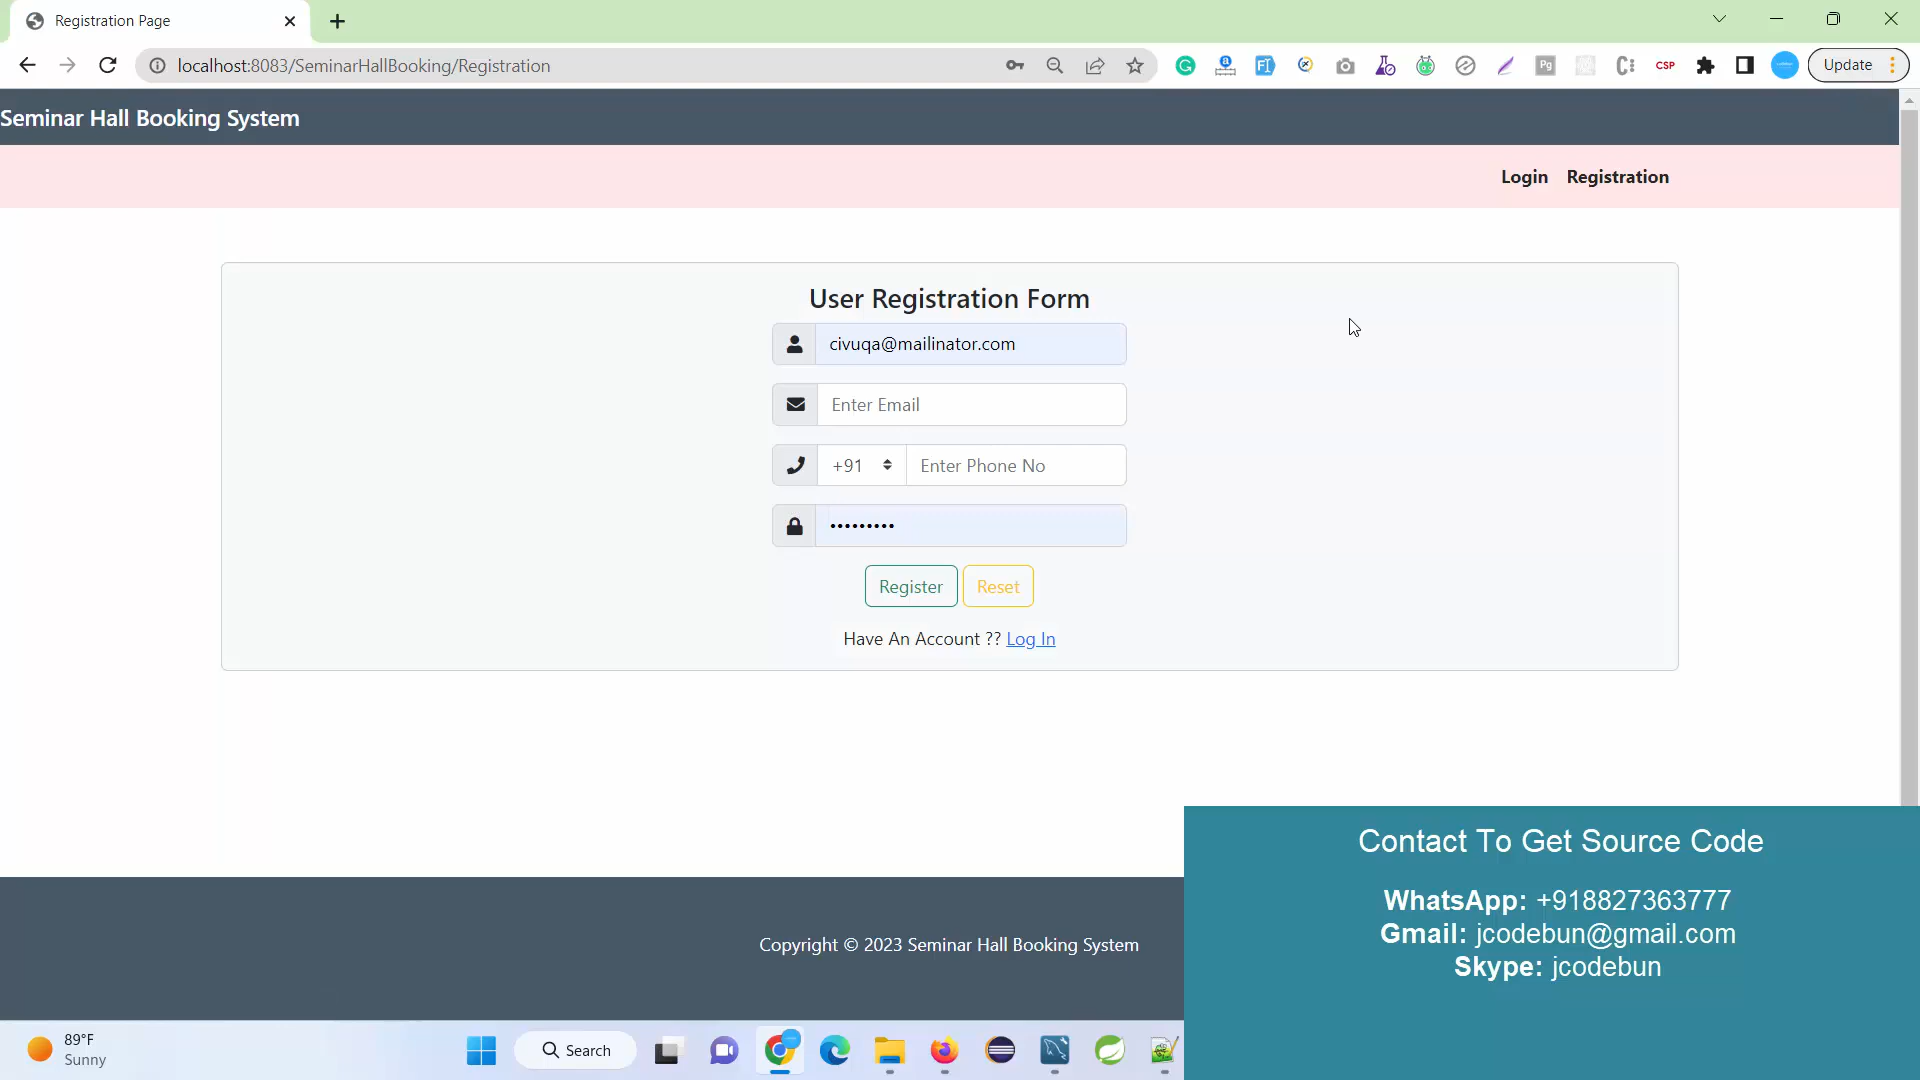 Registration Page
localhost:8083/SeminarHallBooking/Registration
CSP
Update
Seminar Hall Booking System
Login Registration
User Registration Form
civuqa@mailinator.com
Enter Email
+91 Enter Phone No
•••••••••
Register Reset
Have An Account ?? Log In
Contact To Get Source Code
WhatsApp: +918827363777
Gmail: jcodebun@gmail.com
Skype: jcodebun
Copyright © 2023 Seminar Hall Booking System
89°F
Sunny
Search